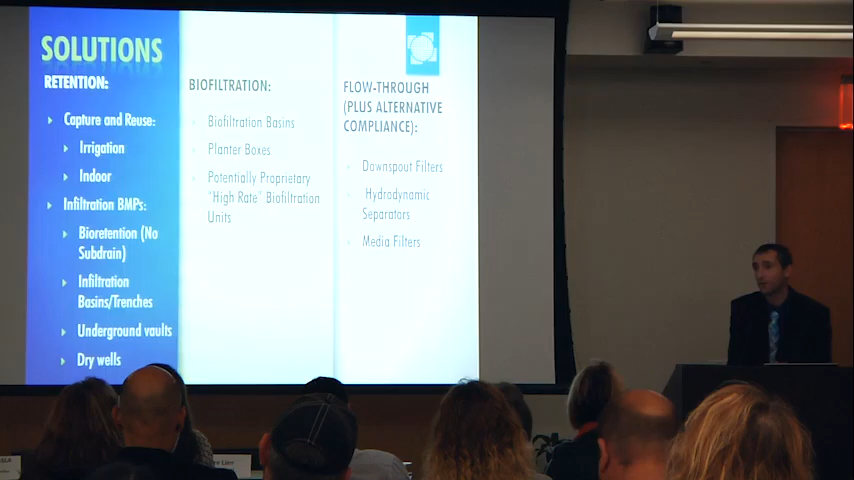 SOLUTIONS
RETENTION:
Capture and Reuse:
Irrigation
Indoor
Infiltration BMPs:
Bioretention (No
Subdrain)
Infiltration
Basins/Trenches
Underground vaults
Dry wells
BIOFILTRATION:
Biofiltration Basins
Planter Boxes
Potentially Proprietary
"High Rate" Biofiltration
Units
FLOW-THROUGH
(PLUS ALTERNATIVE
COMPLIANCE):
Downspout Filters
Hydrodynamic
Separators
Media Filters